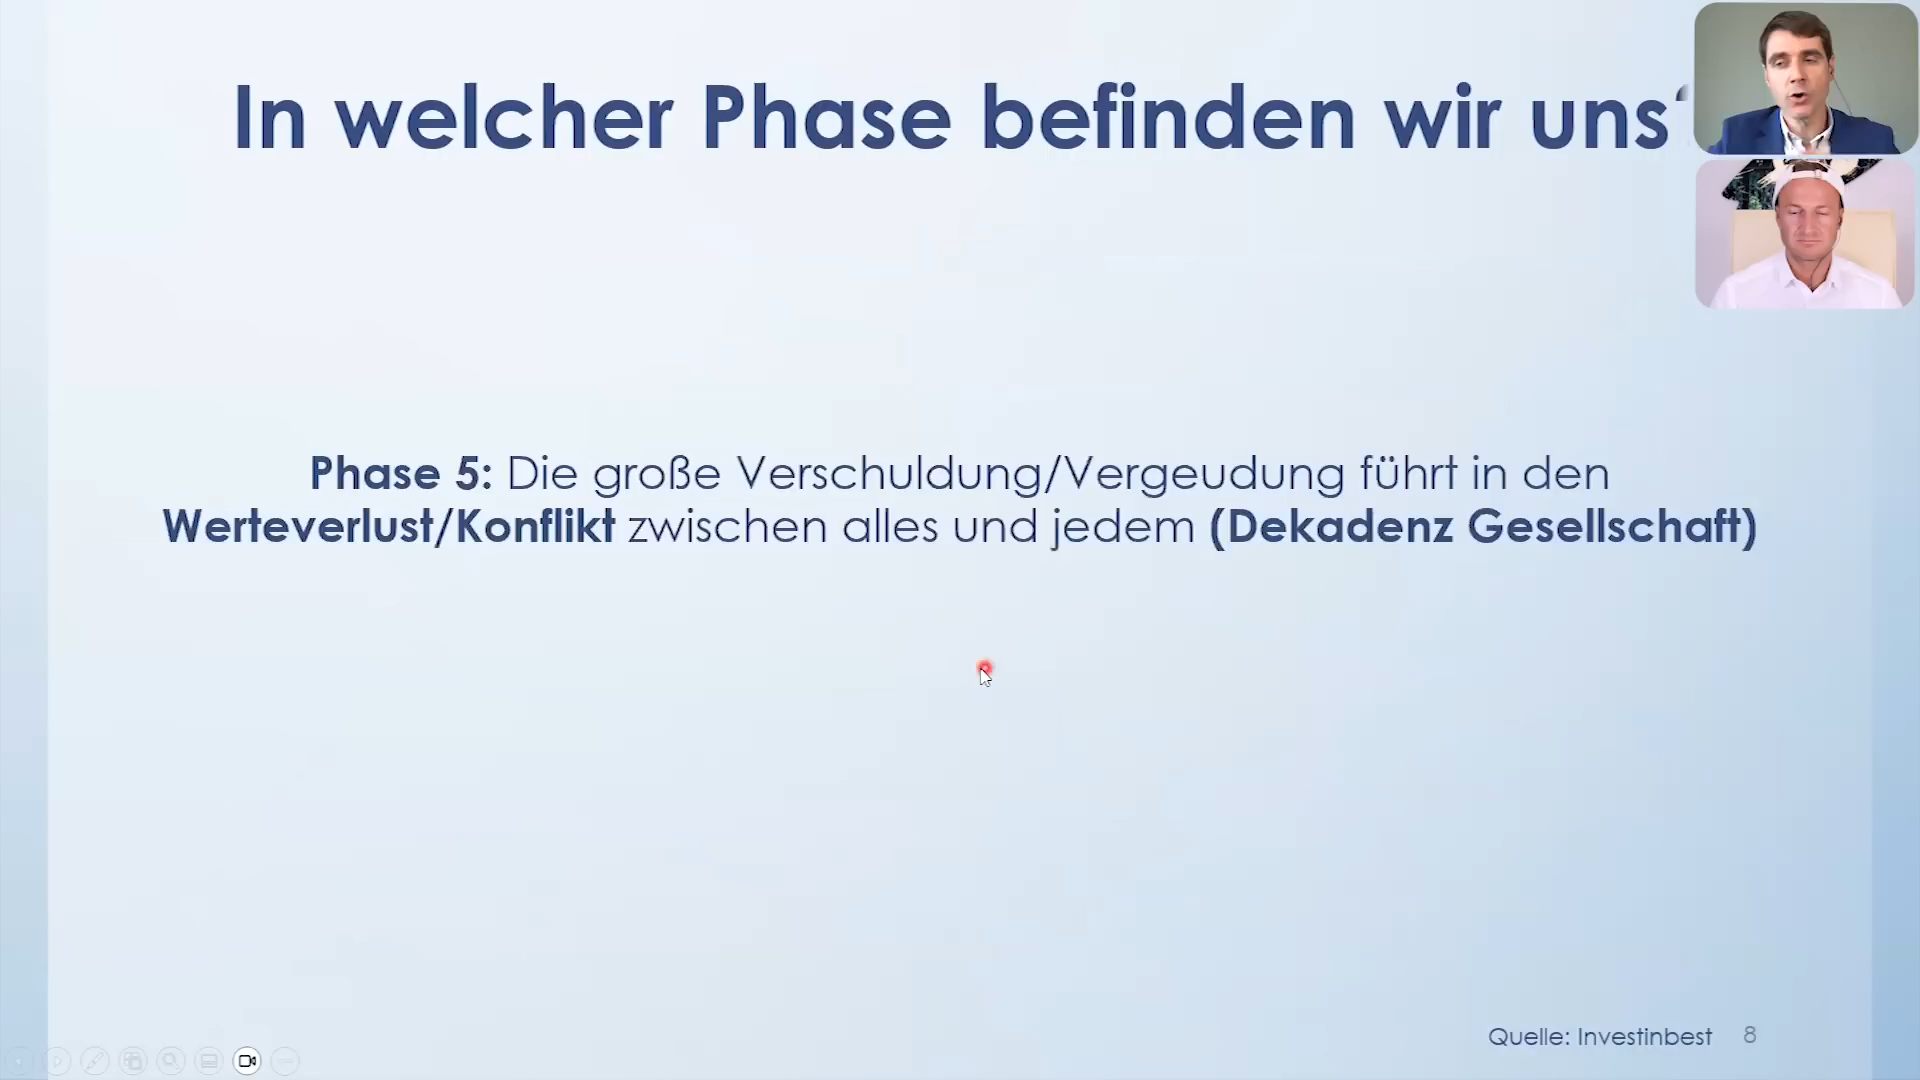 In welcher Phase befinden wir uns?
Phase 5: Die große Verschuldung/Vergeudung führt in den
Werteverlust/Konflikt zwischen alles und jedem (Dekadenz Gesellschaft)
Quelle: Investinbest 8